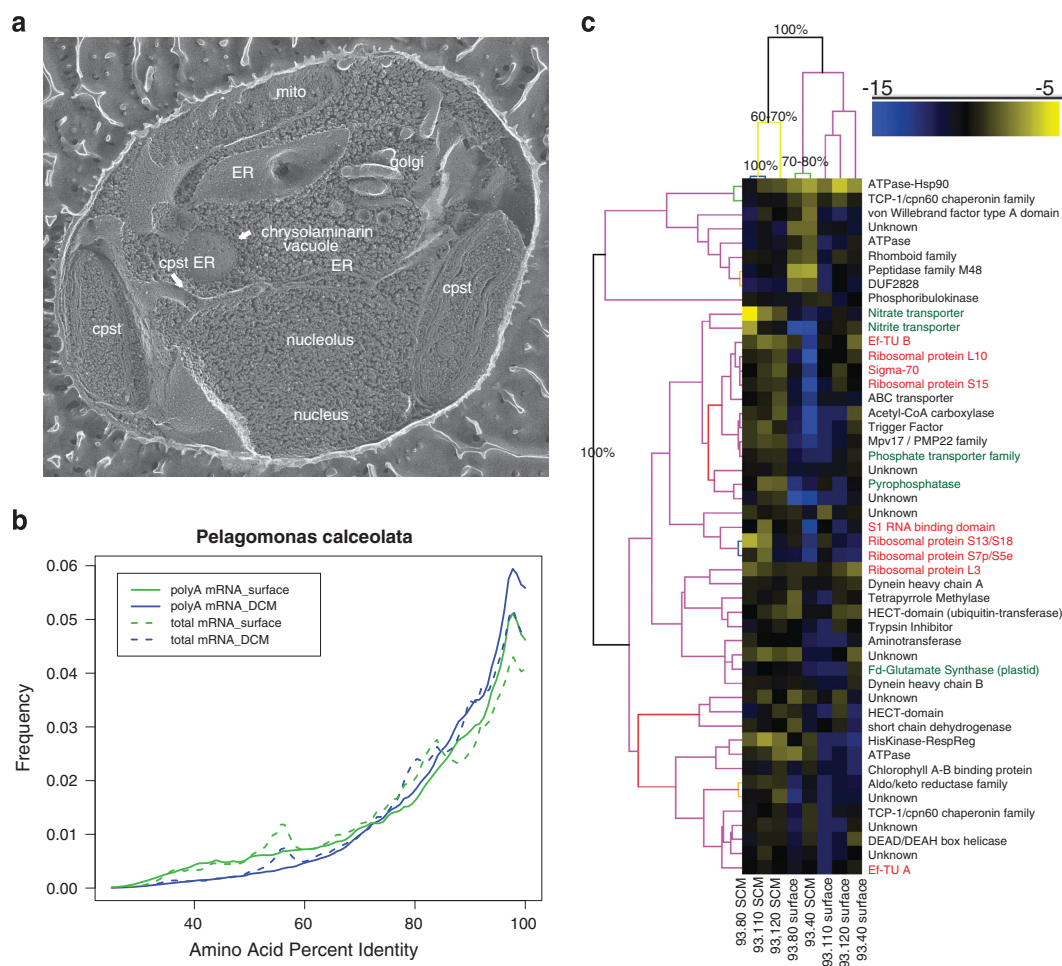 a
mito
ER
golgi
chrysolaminarin
vacuole
cpst ER
ER
cpst
cpst
nucleolus
nucleus
b
Pelagomonas calceolata
polyA mRNA_surface
polyA mRNA_DCM
total mRNA_surface
total mRNA_DCM
Frequency
0.06
0.05
0.04
0.03
0.02
0.01
0.00
40
60
80
100
Amino Acid Percent Identity
c
100%
-15
-5
60-70%
70-80%
100%
100%
ATPase-Hsp90
TCP-1/cpn60 chaperonin family
von Willebrand factor type A domain
Unknown
ATPase
Rhomboid family
Peptidase family M48
DUF2828
Phosphoribulokinase
Nitrate transporter
Nitrite transporter
Ef-TU B
Ribosomal protein L10
Sigma-70
Ribosomal protein S15
ABC transporter
Acetyl-CoA carboxylase
Trigger Factor
Mpv17 / PMP22 family
Phosphate transporter family
Unknown
Pyrophosphatase
Unknown
Unknown
S1 RNA binding domain
Ribosomal protein S13/S18
Ribosomal protein S7p/S5e
Ribosomal protein L3
Dynein heavy chain A
Tetrapyrrole Methylase
HECT-domain (ubiquitin-transferase)
Trypsin Inhibitor
Aminotransferase
Unknown
Fd-Glutamate Synthase (plastid)
Dynein heavy chain B
Unknown
HECT-domain
short chain dehydrogenase
HisKinase-RespReg
ATPase
Chlorophyll A-B binding protein
Aldo/keto reductase family
Unknown
TCP-1/cpn60 chaperonin family
Unknown
DEAD/DEAH box helicase
Unknown
Ef-TU A
93.80 SCM
93.110 SCM
93,120 SCM
93.80 surface
93.40 SCM
93.110 surface
93.120 surface
93.40 surface